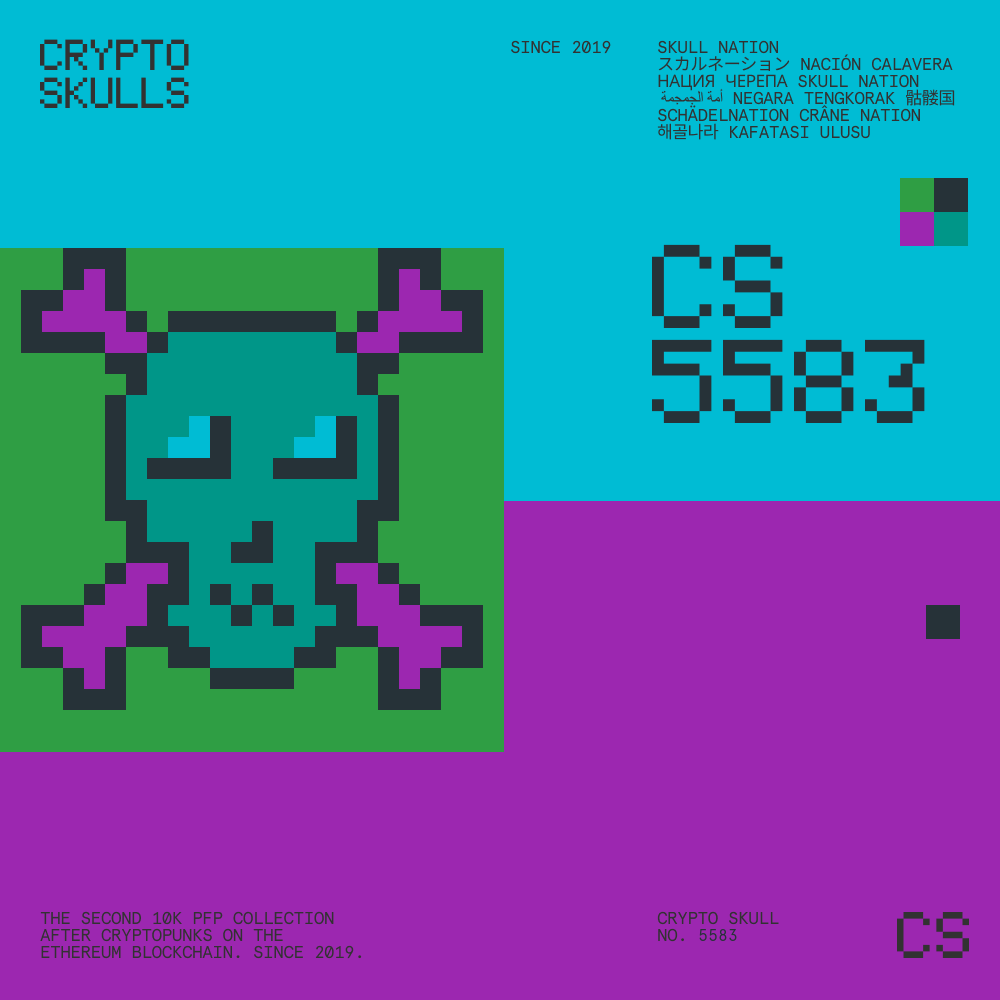 CRYPTO
SKULLS
SINCE 2019
SKULL NATION
スカルネーション NACIÓN CALAVERA
НАЦИЯ ЧЕРЕПА SKULL NATION
أمة الجمجمة NEGARA TENGKORAK 骷髅国
SCHÄDELNATION CRÂNE NATION
해골나라 KAFATASI ULUSU
CS
5583
THE SECOND 10K PFP COLLECTION
AFTER CRYPTOPUNKS ON THE
ETHEREUM BLOCKCHAIN. SINCE 2019.
CRYPTO SKULL
NO. 5583
CS